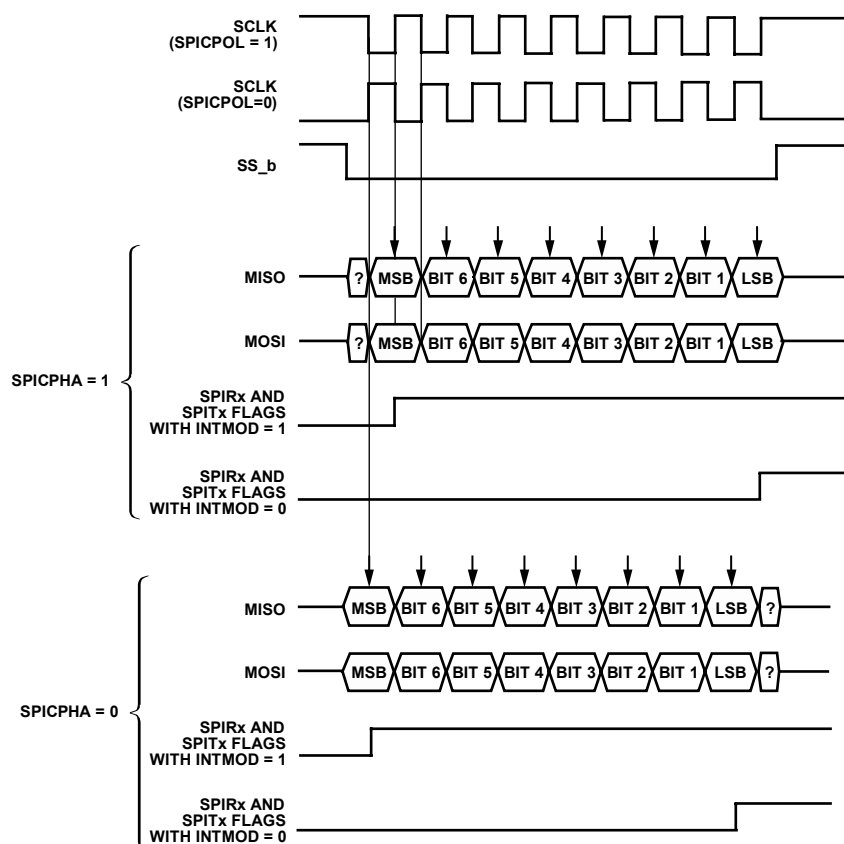 SCLK
(SPICPOL = 1)
SCLK
(SPICPOL=0)
SS_b
SPICPHA = 1
MISO
? MSB BIT 6 BIT 5 BIT 4 BIT 3 BIT 2 BIT 1 LSB
MOSI
? MSB BIT 6 BIT 5 BIT 4 BIT 3 BIT 2 BIT 1 LSB
SPIRx AND
SPITx FLAGS
WITH INTMOD = 1
SPIRx AND
SPITx FLAGS
WITH INTMOD = 0
SPICPHA = 0
MISO
MSB BIT 6 BIT 5 BIT 4 BIT 3 BIT 2 BIT 1 LSB ?
MOSI
MSB BIT 6 BIT 5 BIT 4 BIT 3 BIT 2 BIT 1 LSB ?
SPIRx AND
SPITx FLAGS
WITH INTMOD = 1
SPIRx AND
SPITx FLAGS
WITH INTMOD = 0